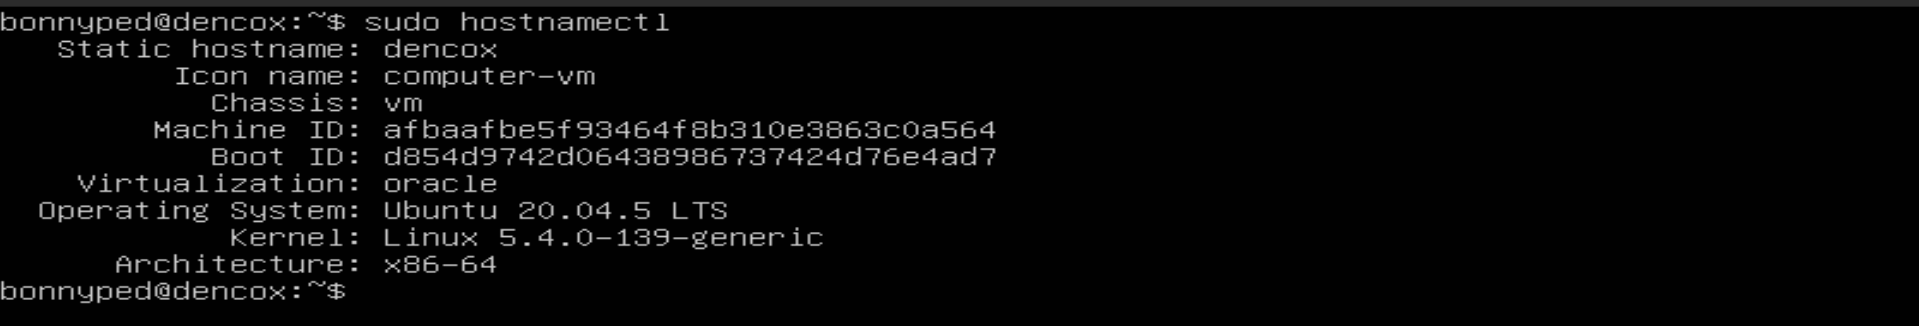 bonnyped@dencox:~$ sudo hostnamectl
Static hostname: dencox
Icon name: computer-vm
Chassis: vm
Machine ID: afbaafbe5f93464f8b310e3863c0a564
Boot ID: d854d9742d06438986737424d76e4ad7
Virtualization: oracle
Operating System: Ubuntu 20.04.5 LTS
Kernel: Linux 5.4.0-139-generic
Architecture: x86-64
bonnyped@dencox:~$